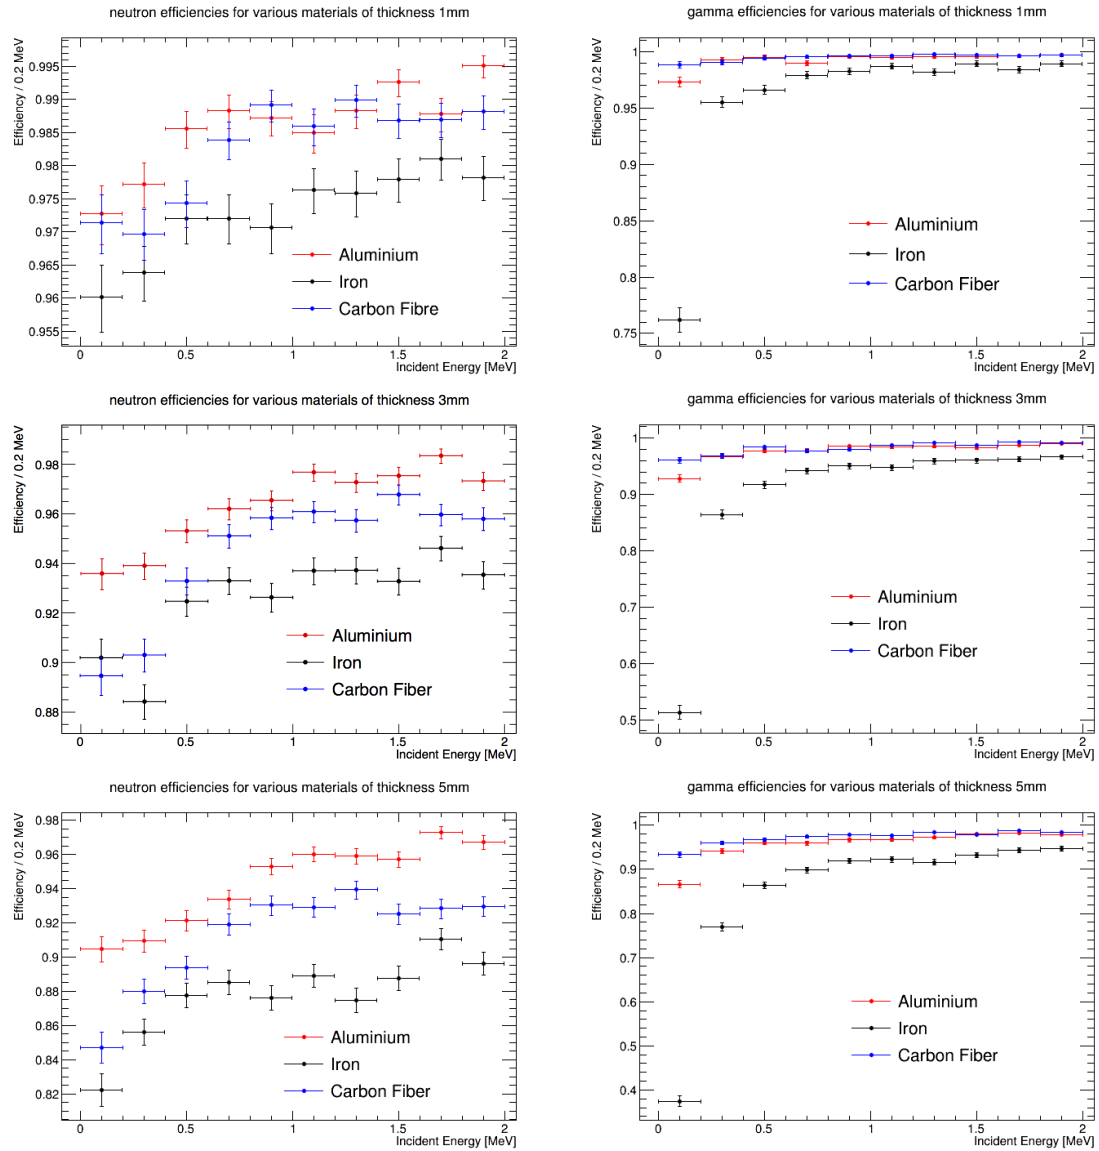 neutron efficiencies for various materials of thickness 1mm
Efficiency / 0.2 MeV
0.995
0.99
0.985
0.98
0.975
0.97
0.965
0.96
0.955
Aluminium
Iron
Carbon Fibre
0 0.5 1 1.5 2
Incident Energy [MeV]
gamma efficiencies for various materials of thickness 1mm
Efficiency / 0.2 MeV
1
0.95
0.9
0.85
0.8
0.75
Aluminium
Iron
Carbon Fiber
0 0.5 1 1.5 2
Incident Energy [MeV]
neutron efficiencies for various materials of thickness 3mm
Efficiency / 0.2 MeV
0.98
0.96
0.94
0.92
0.9
0.88
Aluminium
Iron
Carbon Fiber
0 0.5 1 1.5 2
Incident Energy [MeV]
gamma efficiencies for various materials of thickness 3mm
Efficiency / 0.2 MeV
1
0.9
0.8
0.7
0.6
0.5
Aluminium
Iron
Carbon Fiber
0 0.5 1 1.5 2
Incident Energy [MeV]
neutron efficiencies for various materials of thickness 5mm
Efficiency / 0.2 MeV
0.98
0.96
0.94
0.92
0.9
0.88
0.86
0.84
0.82
Aluminium
Iron
Carbon Fiber
0 0.5 1 1.5 2
Incident Energy [MeV]
gamma efficiencies for various materials of thickness 5mm
Efficiency / 0.2 MeV
1
0.9
0.8
0.7
0.6
0.5
0.4
Aluminium
Iron
Carbon Fiber
0 0.5 1 1.5 2
Incident Energy [MeV]